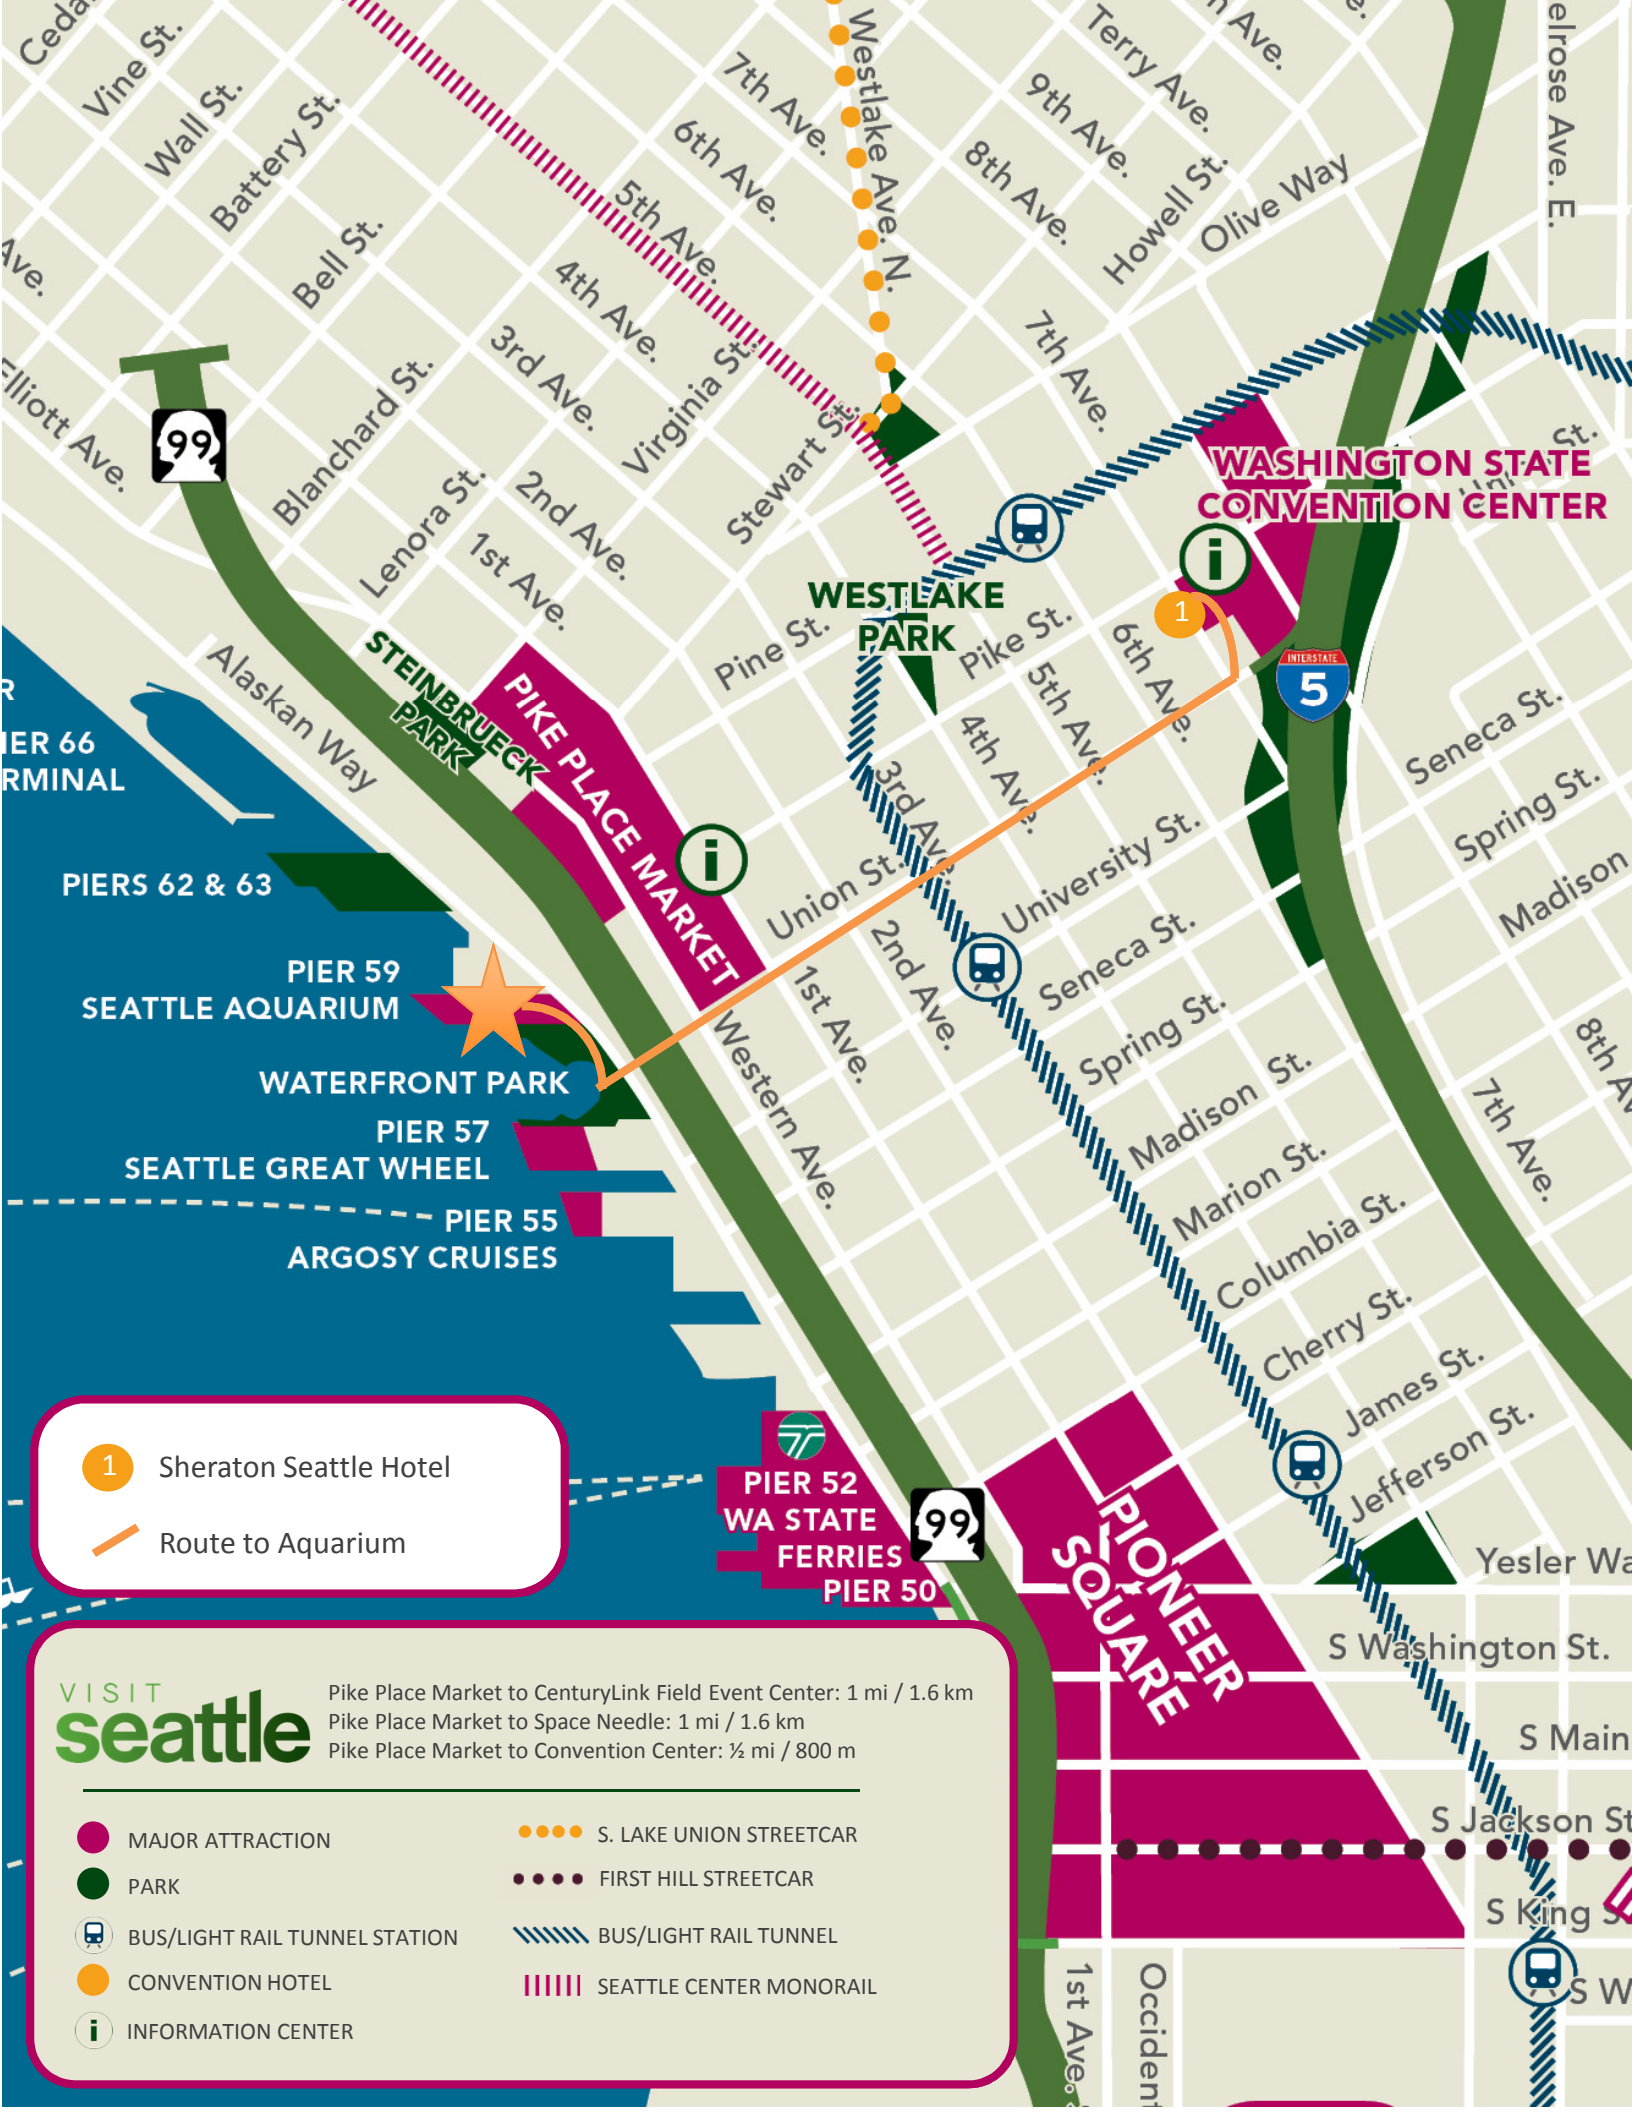 Vine St.
Wall St.
Battery St.
Bell St.
Blanchard St.
Lenora St.
Virginia St.
Stewart St.
Westlake Ave. N.
7th Ave.
6th Ave.
5th Ave.
4th Ave.
3rd Ave.
2nd Ave.
1st Ave.
Terry Ave.
9th Ave.
8th Ave.
Howell St.
Olive Way
7th Ave.
elrose Ave. E.
Ave.
Elliott Ave.
99
Alaskan Way
WASHINGTON STATE
CONVENTION CENTER
i
1
WESTLAKE
PARK
Pine St.
Pike St.
6th Ave.
5th Ave.
4th Ave.
3rd Ave.
2nd Ave.
1st Ave.
Western Ave.
INTERSTATE
5
STEINBRUECK
PARK
PIKE PLACE MARKET
i
Union St.
University St.
Seneca St.
Spring St.
Madison St.
Marion St.
Columbia St.
Cherry St.
James St.
Jefferson St.
Seneca St.
Spring St.
Madison
8th Av
7th Ave.
R
IER 66
RMINAL
PIERS 62 & 63
PIER 59
SEATTLE AQUARIUM
WATERFRONT PARK
PIER 57
SEATTLE GREAT WHEEL
PIER 55
ARGOSY CRUISES
PIER 52
WA STATE
FERRIES
PIER 50
99
PIONEER
SQUARE
Yesler Wa
S Washington St.
S Main
S Jackson St
S King S
S W
1st Ave.
Occident
1 Sheraton Seattle Hotel
Route to Aquarium
VISIT
seattle
Pike Place Market to CenturyLink Field Event Center: 1 mi / 1.6 km
Pike Place Market to Space Needle: 1 mi / 1.6 km
Pike Place Market to Convention Center: ½ mi / 800 m
MAJOR ATTRACTION
PARK
BUS/LIGHT RAIL TUNNEL STATION
CONVENTION HOTEL
i INFORMATION CENTER
S. LAKE UNION STREETCAR
FIRST HILL STREETCAR
BUS/LIGHT RAIL TUNNEL
SEATTLE CENTER MONORAIL